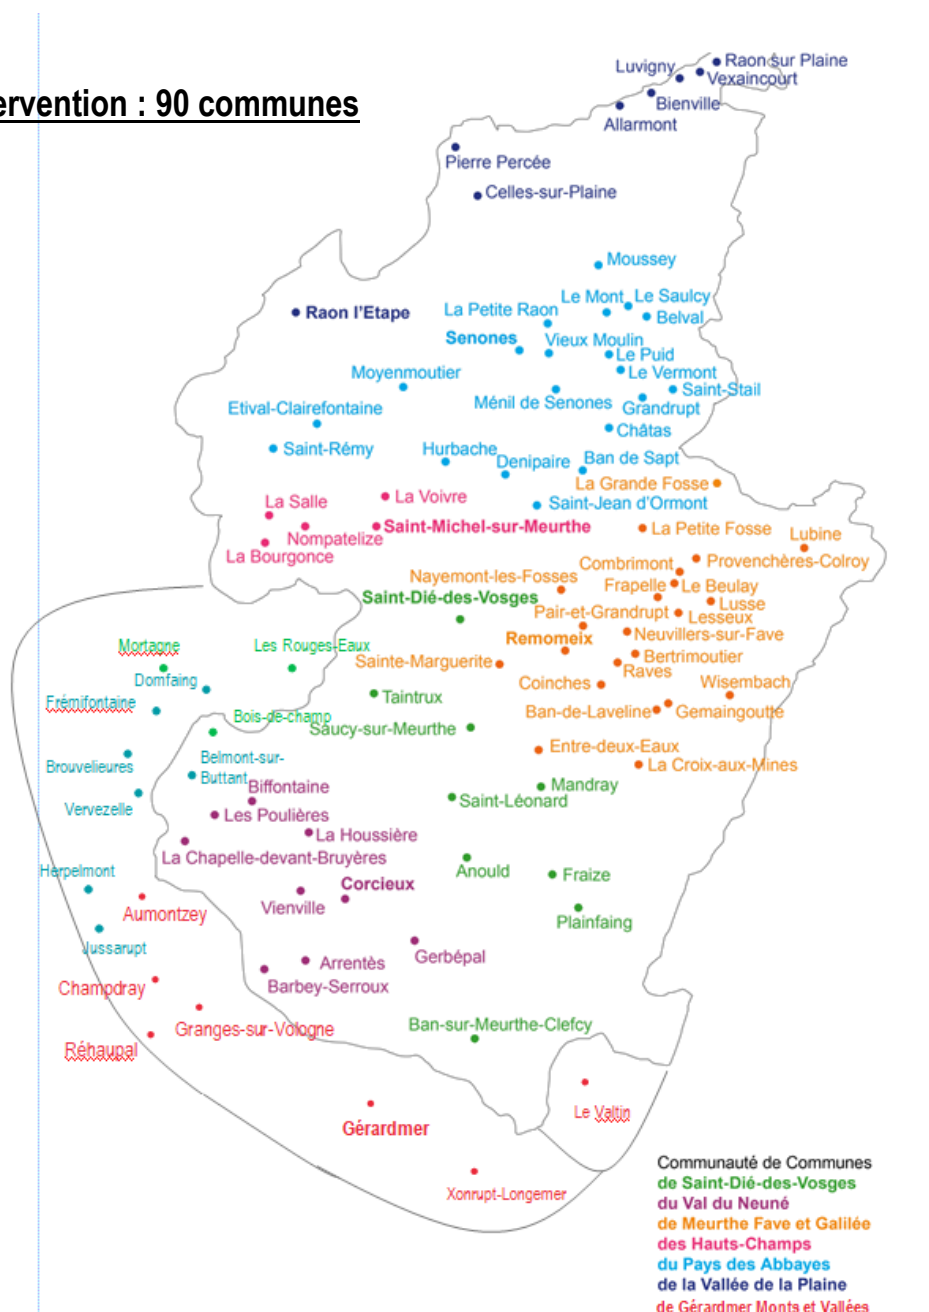 ervention : 90 communes
Luvigny
Raon sur Plaine
Vexaincourt
Bienville
Allarmont
Pierre Percée
Celles-sur-Plaine
Moussey
Le Mont
Le Saulcy
La Petite Raon
Raon l'Etape
Belval
Senones
Vieux Moulin
Le Puid
Moyenmoutier
Le Vermont
Saint-Stail
Ménil de Senones
Grandrupt
Etival-Clairefontaine
Châtas
Saint-Rémy
Hurbache
Denipaire
Ban de Sapt
La Grande Fosse
La Salle
La Voivre
Saint-Jean d'Ormont
Saint-Michel-sur-Meurthe
La Petite Fosse
Nompatelize
Lubine
La Bourgonce
Combrimont
Provenchères-Colroy
Nayemont-les-Fosses
Frapelle
Le Beulay
Saint-Dié-des-Vosges
Lusse
Pair-et-Grandrupt
Lesseux
Remomeix
Neuvillers-sur-Fave
Mortagne
Les Rouges-Eaux
Sainte-Marguerite
Bertrimoutier
Raves
Domfaing
Coinches
Wisembach
Frémifontaine
Taintrux
Ban-de-Laveline
Gemaingoutte
Bois-de-champ
Saucy-sur-Meurthe
Entre-deux-Eaux
Brouvelieures
Belmont-sur-
Buttant
La Croix-aux-Mines
Biffontaine
Mandray
Vervezelle
Saint-Léonard
Les Poulières
La Houssière
La Chapelle-devant-Bruyères
Herpelmont
Anould
Fraize
Corcieux
Vienville
Aumontzey
Plainfaing
Jussarupt
Gerbépal
Arrentès
Barbey-Serroux
Champdray
Ban-sur-Meurthe-Clefcy
Granges-sur-Vologne
Réhaupal
Le Valtin
Gérardmer
Xonrupt-Longemer
Communauté de Communes
de Saint-Dié-des-Vosges
du Val du Neuné
de Meurthe Fave et Galilée
des Hauts-Champs
du Pays des Abbayes
de la Vallée de la Plaine
de Gérardmer Monts et Vallées